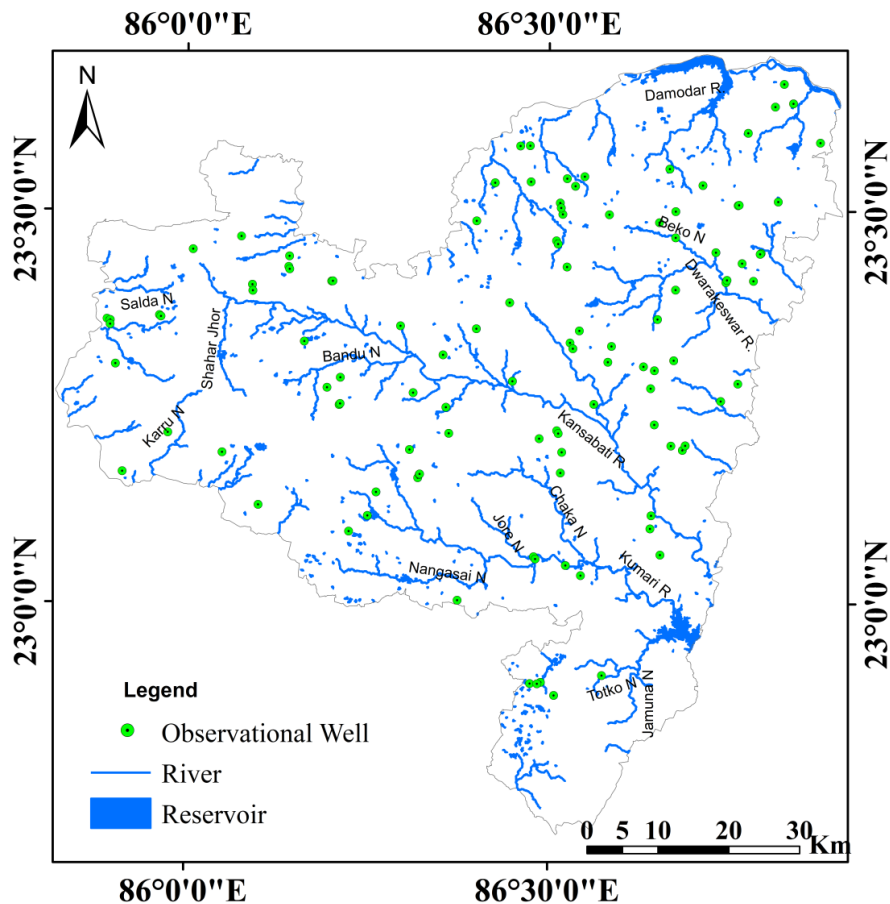 86°0'0"E 86°30'0"E
N
Damodar R.
23°30'0"N 23°30'0"N
Beko N
Dwarakeswar R.
Salda N
Shahar Jhor
Bandu N
Karru N
Kansabati R
Chaka N
Jore N
Nangasai N
Kumari R
23°0'0"N 23°0'0"N
Totko N
Jamuna N
Legend
Observational Well
River
Reservoir
0 5 10 20 30 Km
86°0'0"E 86°30'0"E